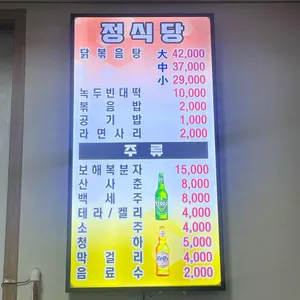 정식당
닭볶음탕 大 42,000
中 37,000
小 29,000
녹두빈대떡 10,000
볶음밥 2,000
공기밥 1,000
라면사리 2,000
주류
보해복분자 15,000
산사춘 8,000
백세주 8,000
테라/켈리 4,000
소주 4,000
청하 5,000
막걸리 4,000
음료수 2,000